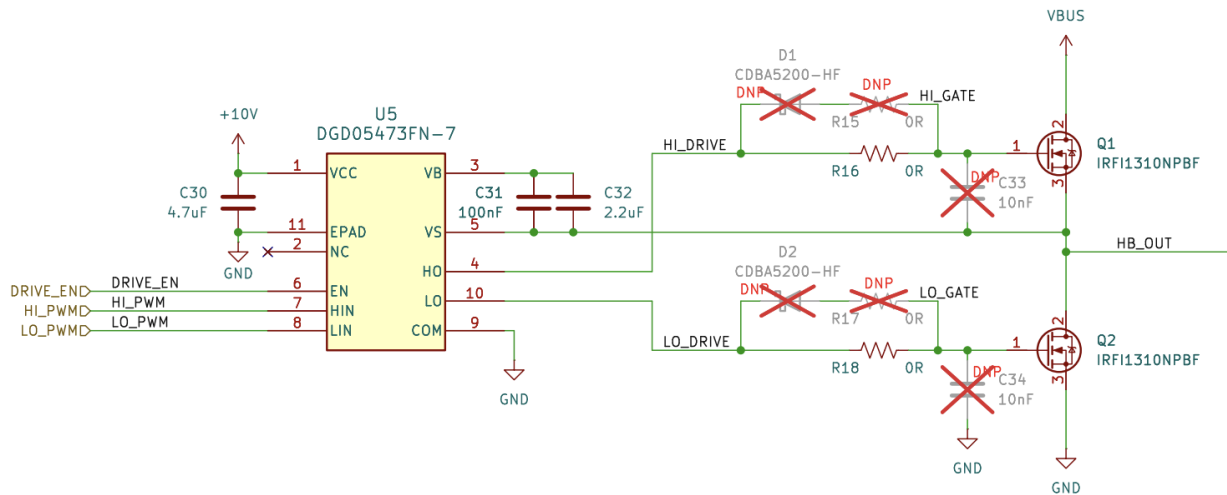 VBUS
D1
CDBA5200-HF
DNP
DNP
R15
0R
HI_GATE
+10V
U5
DGD05473FN-7
HI_DRIVE
R16
0R
1
2
3
Q1
IRFI1310NPBF
DNP
C33
10nF
C30
4.7uF
GND
1
VCC
11
EPAD
2
NC
6
EN
7
HIN
8
LIN
VB
3
VS
5
HO
4
LO
10
COM
9
C31
100nF
C32
2.2uF
HB_OUT
DRIVE_EN
DRIVE_EN
HI_PWM
HI_PWM
LO_PWM
LO_PWM
GND
D2
CDBA5200-HF
DNP
DNP
R17
0R
LO_GATE
LO_DRIVE
R18
0R
1
2
3
Q2
IRFI1310NPBF
DNP
C34
10nF
GND
GND